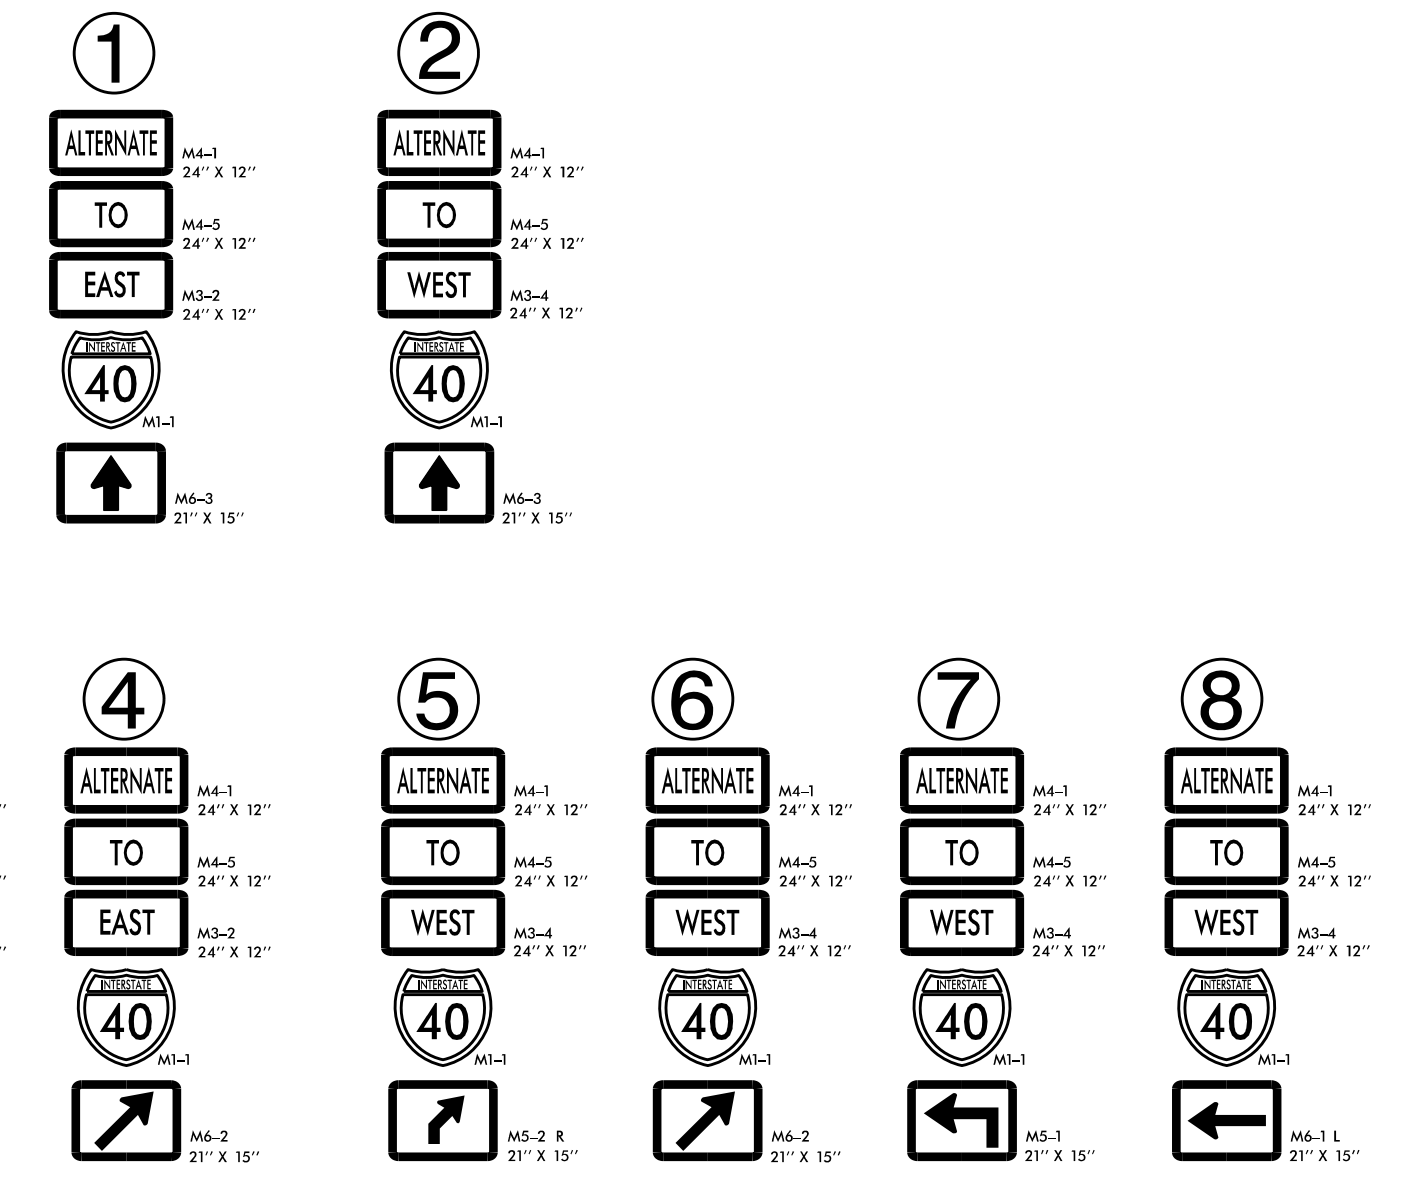 1
ALTERNATE
M4–1
24'' X 12''
TO
M4–5
24'' X 12''
EAST
M3–2
24'' X 12''
INTERSTATE
40
M1–1
M6–3
21'' X 15''
2
ALTERNATE
M4–1
24'' X 12''
TO
M4–5
24'' X 12''
WEST
M3–4
24'' X 12''
INTERSTATE
40
M1–1
M6–3
21'' X 15''
4
ALTERNATE
M4–1
24'' X 12''
TO
M4–5
24'' X 12''
EAST
M3–2
24'' X 12''
INTERSTATE
40
M1–1
M6–2
21'' X 15''
5
ALTERNATE
M4–1
24'' X 12''
TO
M4–5
24'' X 12''
WEST
M3–4
24'' X 12''
INTERSTATE
40
M1–1
M5–2 R
21'' X 15''
6
ALTERNATE
M4–1
24'' X 12''
TO
M4–5
24'' X 12''
WEST
M3–4
24'' X 12''
INTERSTATE
40
M1–1
M6–2
21'' X 15''
7
ALTERNATE
M4–1
24'' X 12''
TO
M4–5
24'' X 12''
WEST
M3–4
24'' X 12''
INTERSTATE
40
M1–1
M5–1
21'' X 15''
8
ALTERNATE
M4–1
24'' X 12''
TO
M4–5
24'' X 12''
WEST
M3–4
24'' X 12''
INTERSTATE
40
M1–1
M6–1 L
21'' X 15''